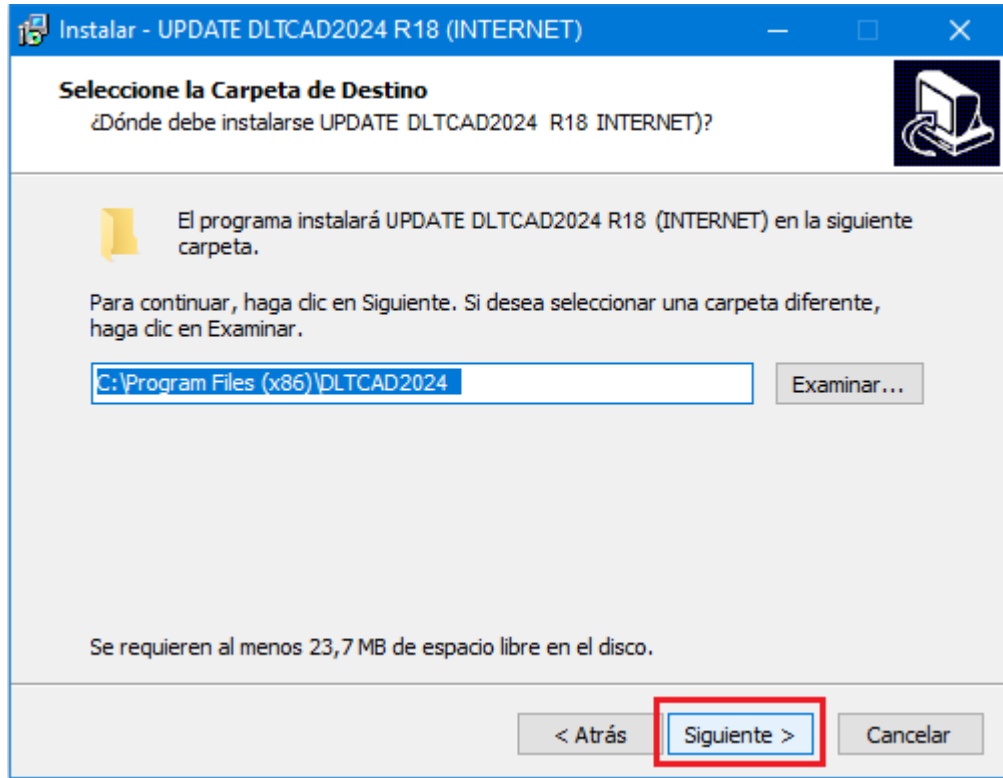 Instalar - UPDATE DLTCAD2024 R18 (INTERNET)
Seleccione la Carpeta de Destino
¿Dónde debe instalarse UPDATE DLTCAD2024 R18 INTERNET)?
El programa instalará UPDATE DLTCAD2024 R18 (INTERNET) en la siguiente
carpeta.
Para continuar, haga clic en Siguiente. Si desea seleccionar una carpeta diferente,
haga clic en Examinar.
C:\Program Files (x86)\DLTCAD2024
Examinar...
Se requieren al menos 23,7 MB de espacio libre en el disco.
< Atrás
Siguiente >
Cancelar